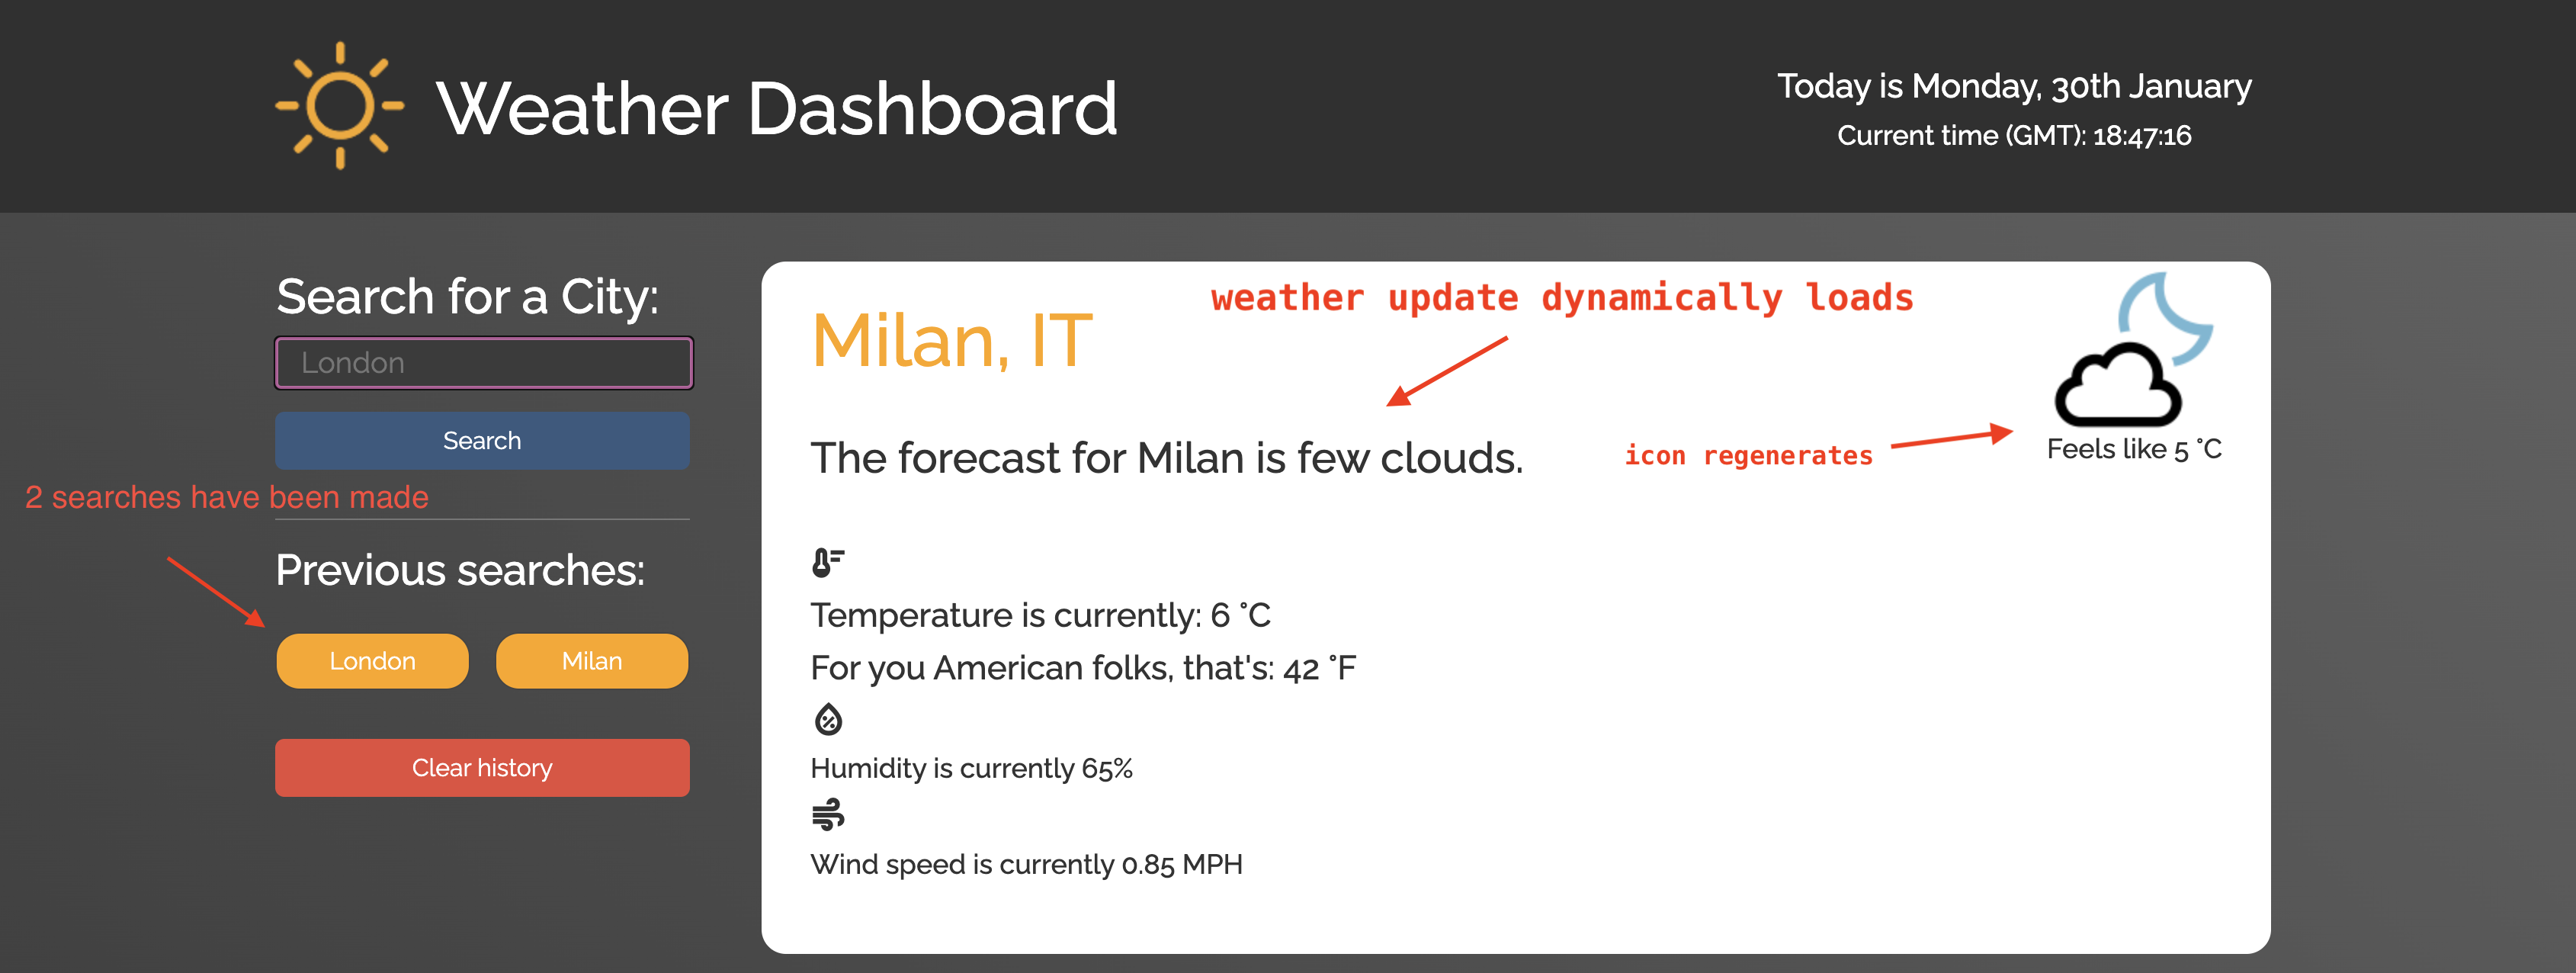 Weather Dashboard
Today is Monday, 30th January
Current time (GMT): 18:47:16
Search for a City:
London
Search
2 searches have been made
Previous searches:
London
Milan
Clear history
weather update dynamically loads
Milan, IT
The forecast for Milan is few clouds.
icon regenerates
Feels like 5 °C
Temperature is currently: 6 °C
For you American folks, that's: 42 °F
Humidity is currently 65%
Wind speed is currently 0.85 MPH